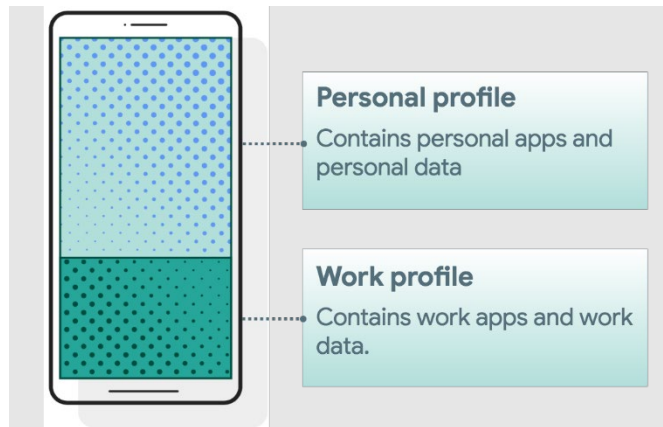 Personal profile
Contains personal apps and
personal data
Work profile
Contains work apps and work
data.